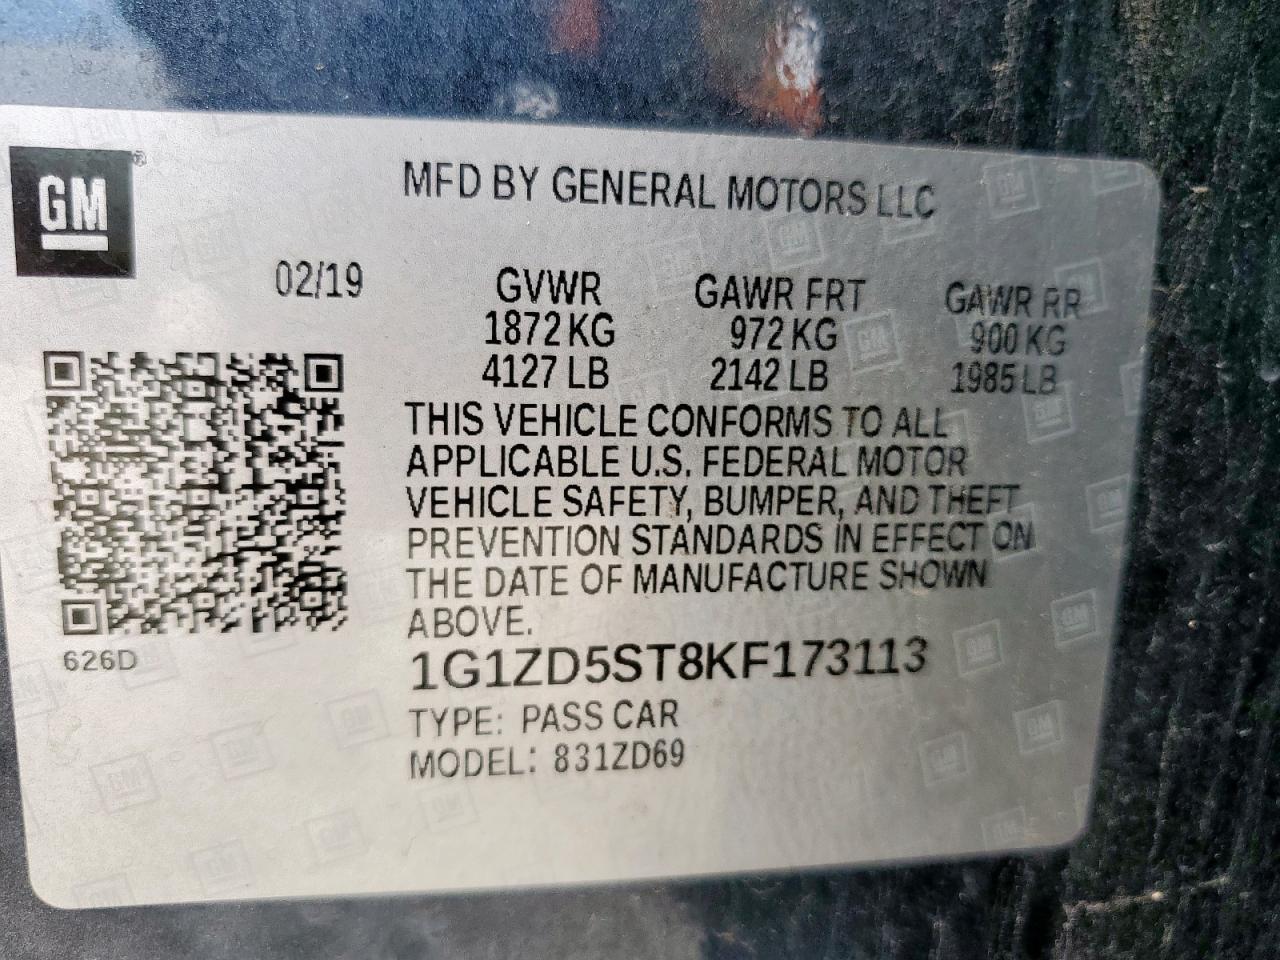 GM ®
MFD BY GENERAL MOTORS LLC
02/19
GVWR GAWR FRT GAWR RR
1872 KG 972 KG 900 KG
4127 LB 2142 LB 1985 LB
THIS VEHICLE CONFORMS TO ALL
APPLICABLE U.S. FEDERAL MOTOR
VEHICLE SAFETY, BUMPER, AND THEFT
PREVENTION STANDARDS IN EFFECT ON
THE DATE OF MANUFACTURE SHOWN
ABOVE.
626D
1G1ZD5ST8KF173113
TYPE: PASS CAR
MODEL: 831ZD69